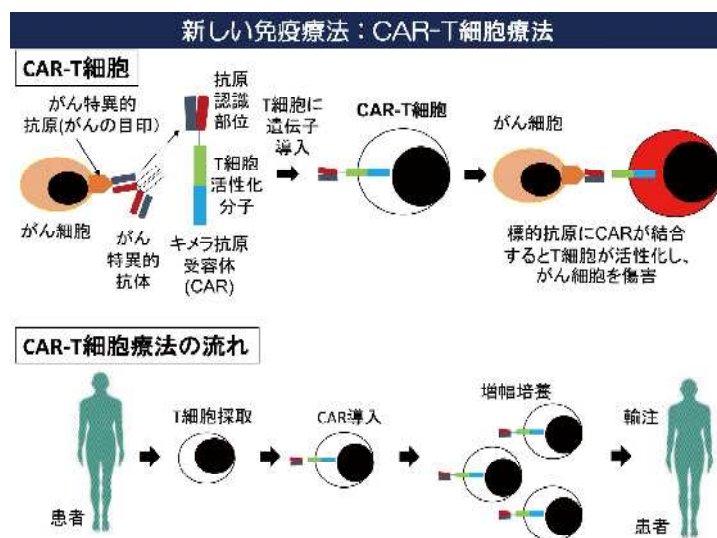 新しい免疫療法：CAR-T細胞療法
CAR-T細胞
がん特異的
抗原(がんの目印)
がん細胞
がん
特異的
抗体
抗原
認識
部位
T細胞
活性化
分子
キメラ抗原
受容体
(CAR)
T細胞に
遺伝子
導入
CAR-T細胞
がん細胞
標的抗原にCARが結合
するとT細胞が活性化し、
がん細胞を傷害
CAR-T細胞療法の流れ
患者
T細胞採取
CAR導入
増幅培養
輸注
患者